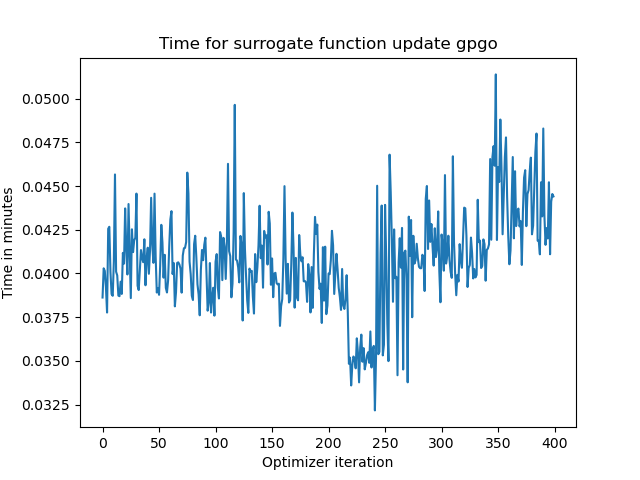 Time for surrogate function update gpgo
0.0500
0.0475
0.0450
0.0425
0.0400
0.0375
0.0350
0.0325
Time in minutes
0 50 100 150 200 250 300 350 400
Optimizer iteration